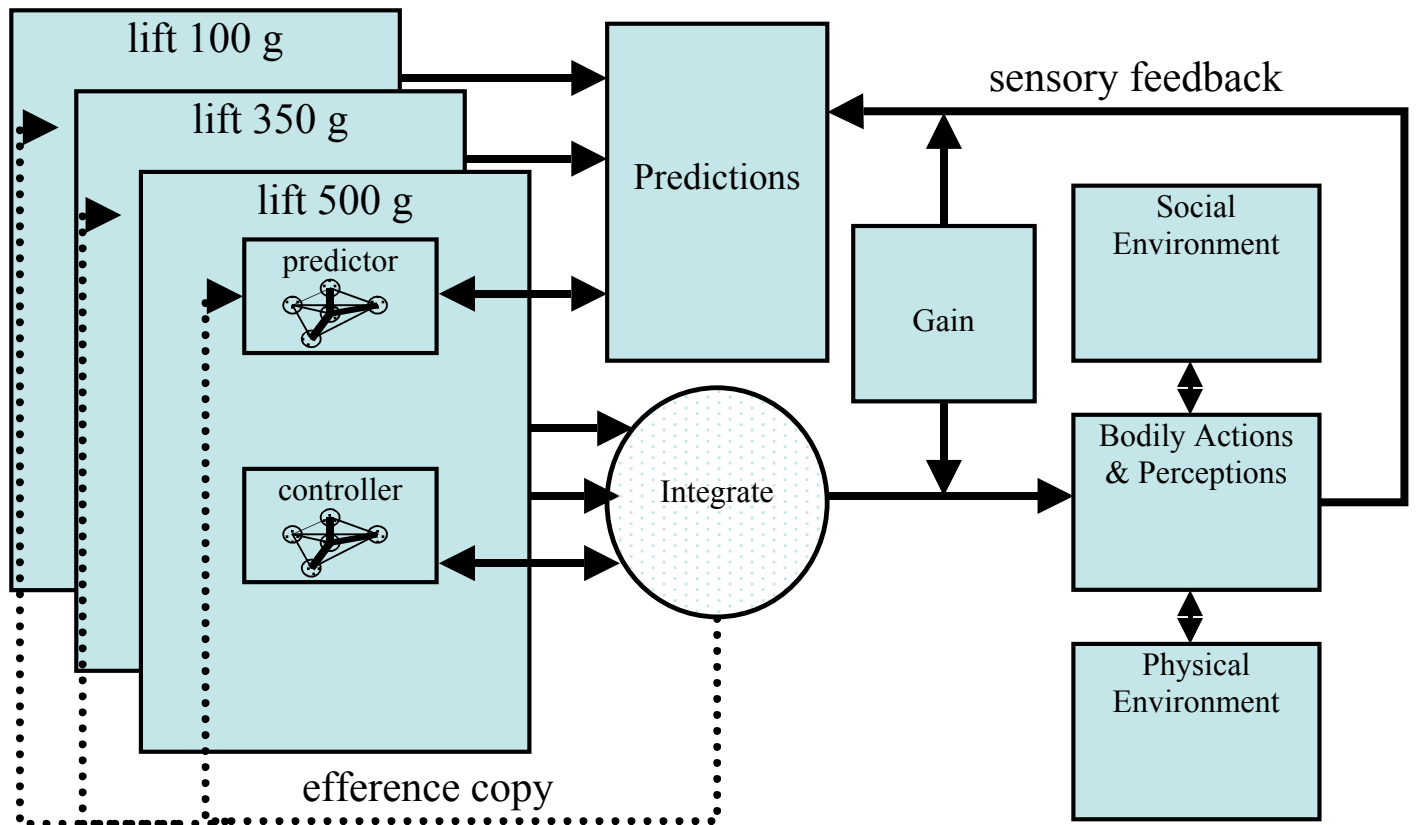 lift 100 g
lift 350 g
lift 500 g
predictor
controller
efference copy
Predictions
Integrate
sensory feedback
Gain
Social
Environment
Bodily Actions
& Perceptions
Physical
Environment